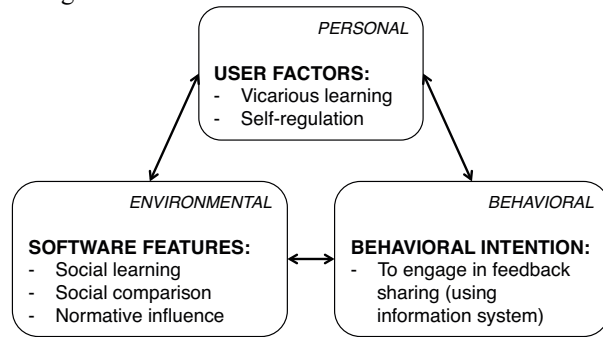 PERSONAL
USER FACTORS:
- Vicarious learning
- Self-regulation
ENVIRONMENTAL
SOFTWARE FEATURES:
- Social learning
- Social comparison
- Normative influence
BEHAVIORAL
BEHAVIORAL INTENTION:
- To engage in feedback
sharing (using
information system)